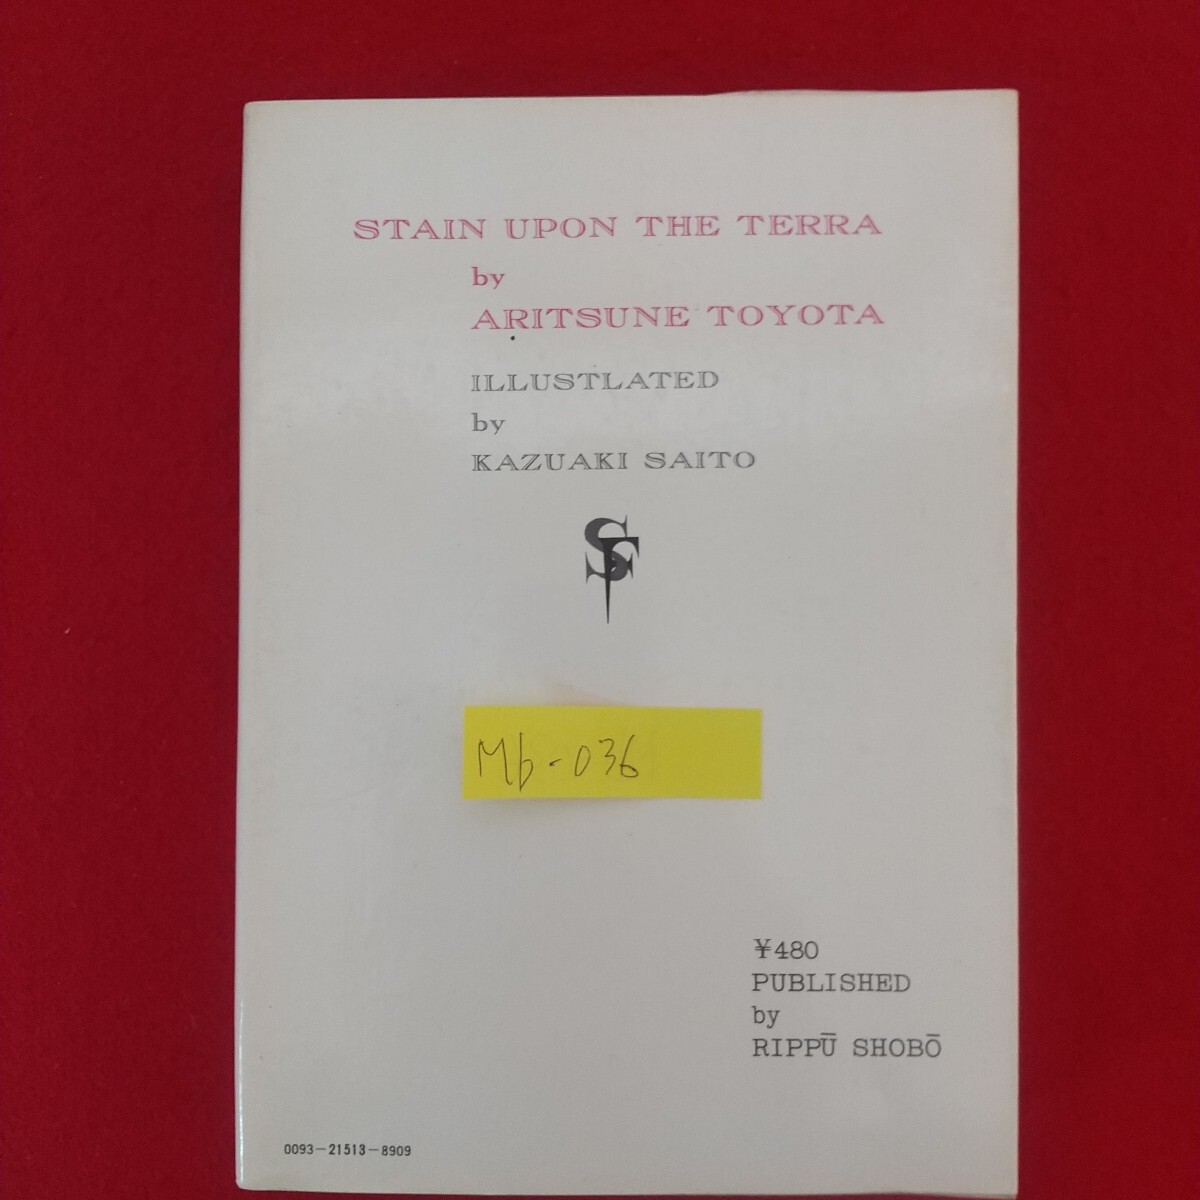 STAIN UPON THE TERRA
by
ARITSUNE TOYOTA
ILLUSTLATED
by
KAZUAKI SAITO
SF
Mb-036
¥480
PUBLISHED
by
RIPPŪ SHOBŌ
0093-21513-8909